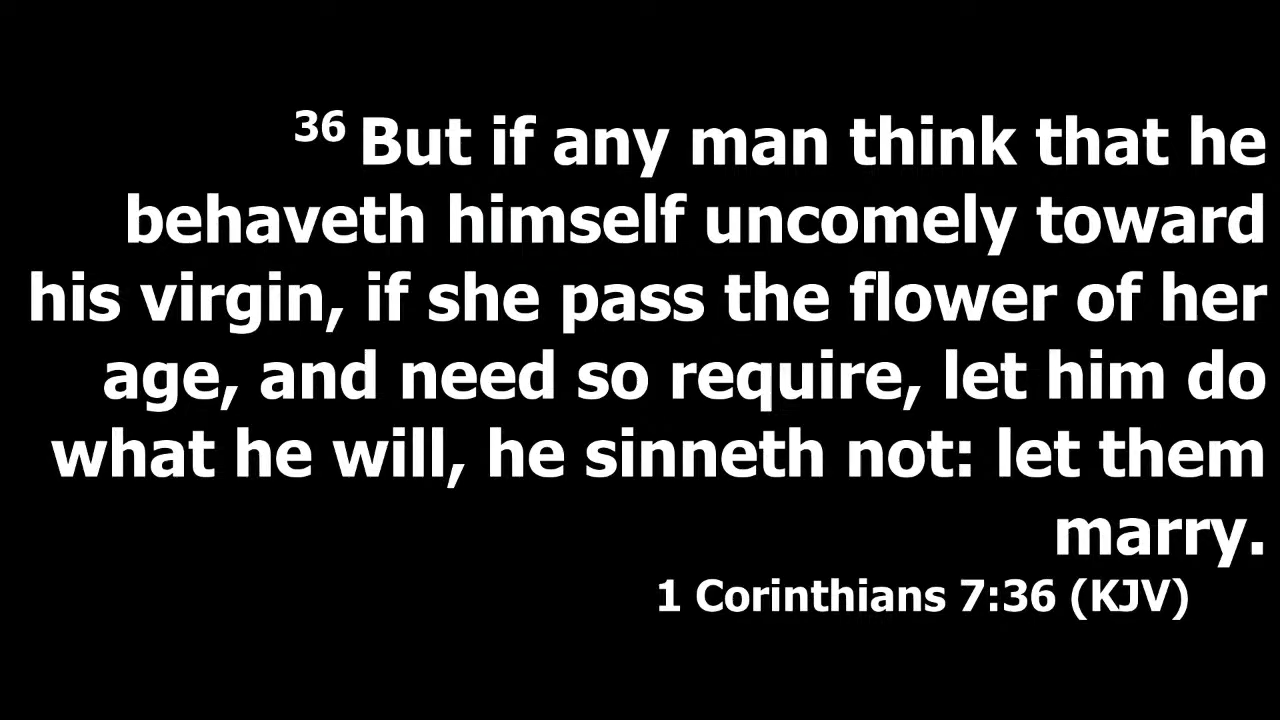 36 But if any man think that he
behaveth himself uncomely toward
his virgin, if she pass the flower of her
age, and need so require, let him do
what he will, he sinneth not: let them
marry.
1 Corinthians 7:36 (KJV)